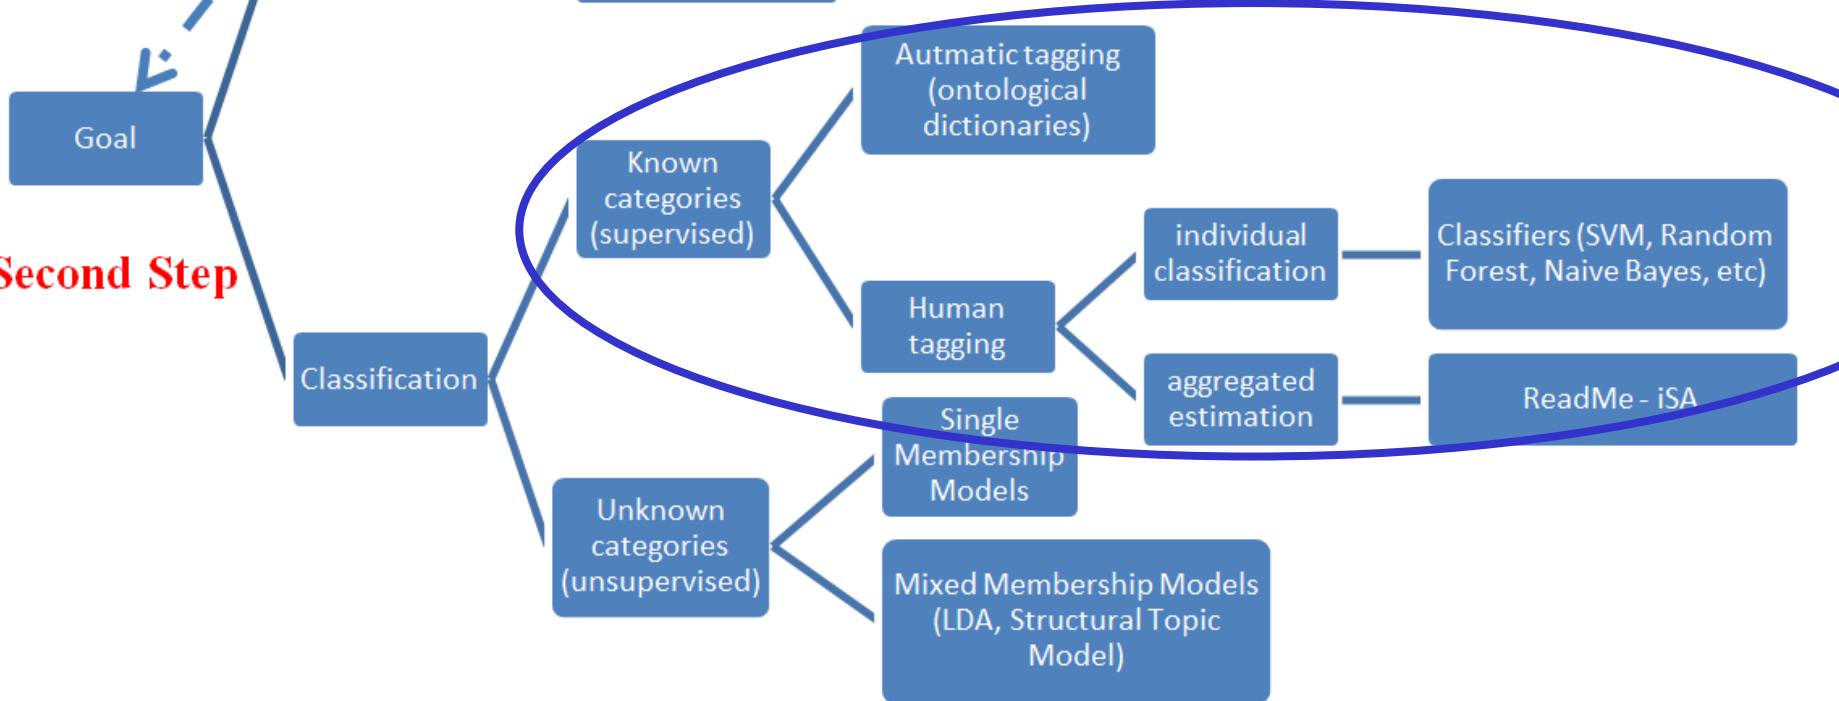 Autmatic tagging
(ontological
dictionaries)
Goal
Known
categories
(supervised)
individual
classification
Classifiers (SVM, Random
Forest, Naive Bayes, etc)
Second Step
Human
tagging
Classification
aggregated
estimation
ReadMe - iSA
Single
Membership
Models
Unknown
categories
(unsupervised)
Mixed Membership Models
(LDA, Structural Topic
Model)